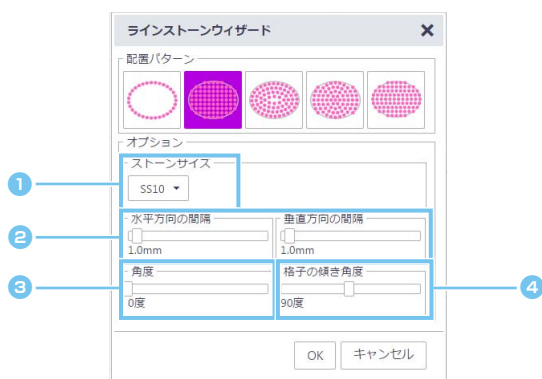 ラインストーンウィザード
配置パターン
オプション
ストーンサイズ
1
SS10
水平方向の間隔
垂直方向の間隔
2
1.0mm
1.0mm
角度
格子の傾き角度
3
4
0度
90度
OK
キャンセル